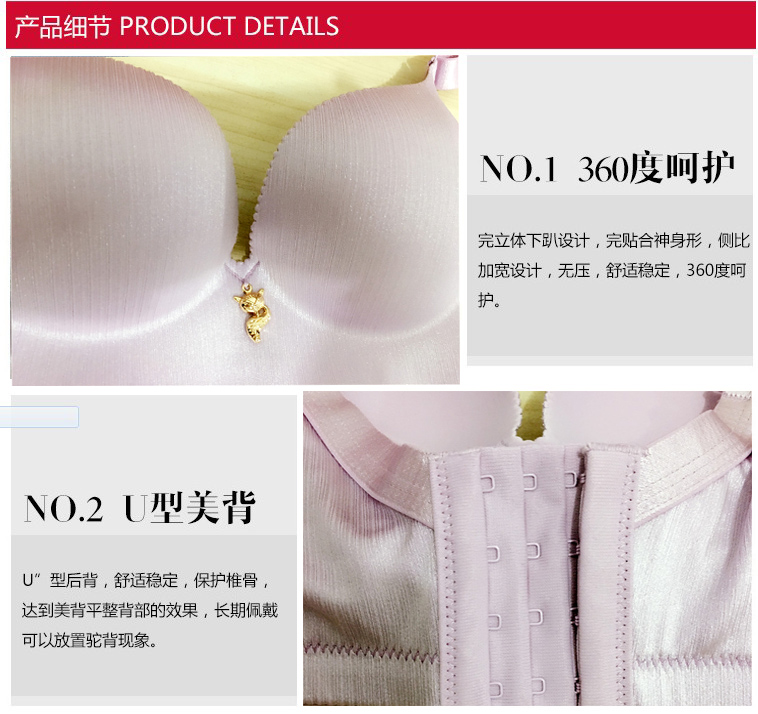 产品细节 PRODUCT DETAILS
NO.1 360度呵护
完立体下趴设计，完贴合神身形，侧比
加宽设计，无压，舒适稳定，360度呵
护。
NO.2 U型美背
U”型后背，舒适稳定，保护椎骨，
达到美背平整背部的效果，长期佩戴
可以放置驼背现象。